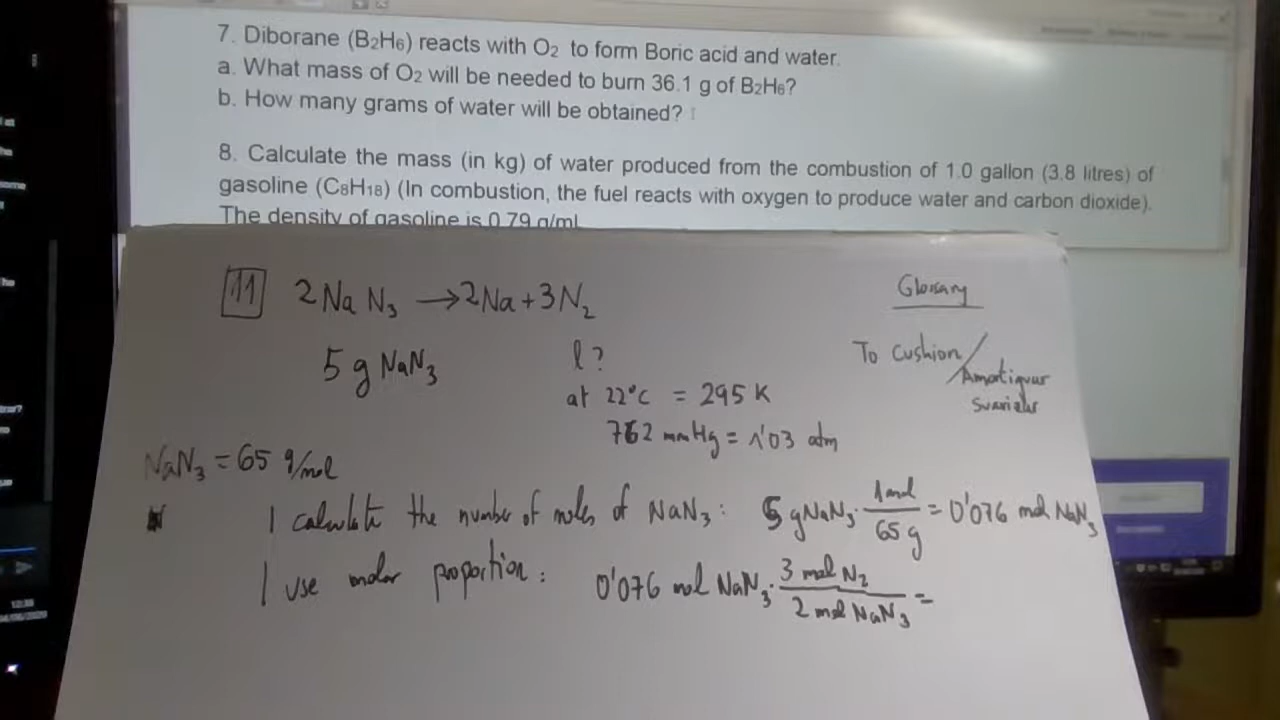 7. Diborane (B₂H₆) reacts with O₂ to form Boric acid and water.
a. What mass of O₂ will be needed to burn 36.1 g of B₂H₆?
b. How many grams of water will be obtained?
8. Calculate the mass (in kg) of water produced from the combustion of 1.0 gallon (3.8 litres) of
gasoline (C₈H₁₈) (In combustion, the fuel reacts with oxygen to produce water and carbon dioxide).
The density of gasoline is 0.79 g/ml
11 2NaN₃ → 2Na + 3N₂
Glossary
5 g NaN₃ l?
To Cushion/
Amortiguar
at 22°C = 295 K
762 mmHg = 1'03 atm
NaN₃ = 65 g/mol
I calculate the number of moles of NaN₃: 5 gNaN₃ · 1 mol / 65 g = 0'076 mol NaN₃
I use molar proportion: 0'076 mol NaN₃ · 3 mol N₂ / 2 mol NaN₃ =